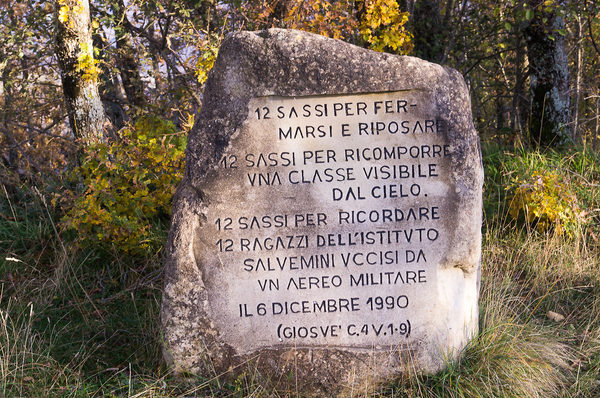 12 SASSI PER FER-
MARSI E RIPOSARE
12 SASSI PER RICOMPORRE
VNA CLASSE VISIBILE
DAL CIELO.
12 SASSI PER RICORDARE
12 RAGAZZI DELL'ISTITVTO
SALVEMINI VCCISI DA
VN AEREO MILITARE
IL 6 DICEMBRE 1990
(GIOSVE' C.4 V.1-9)